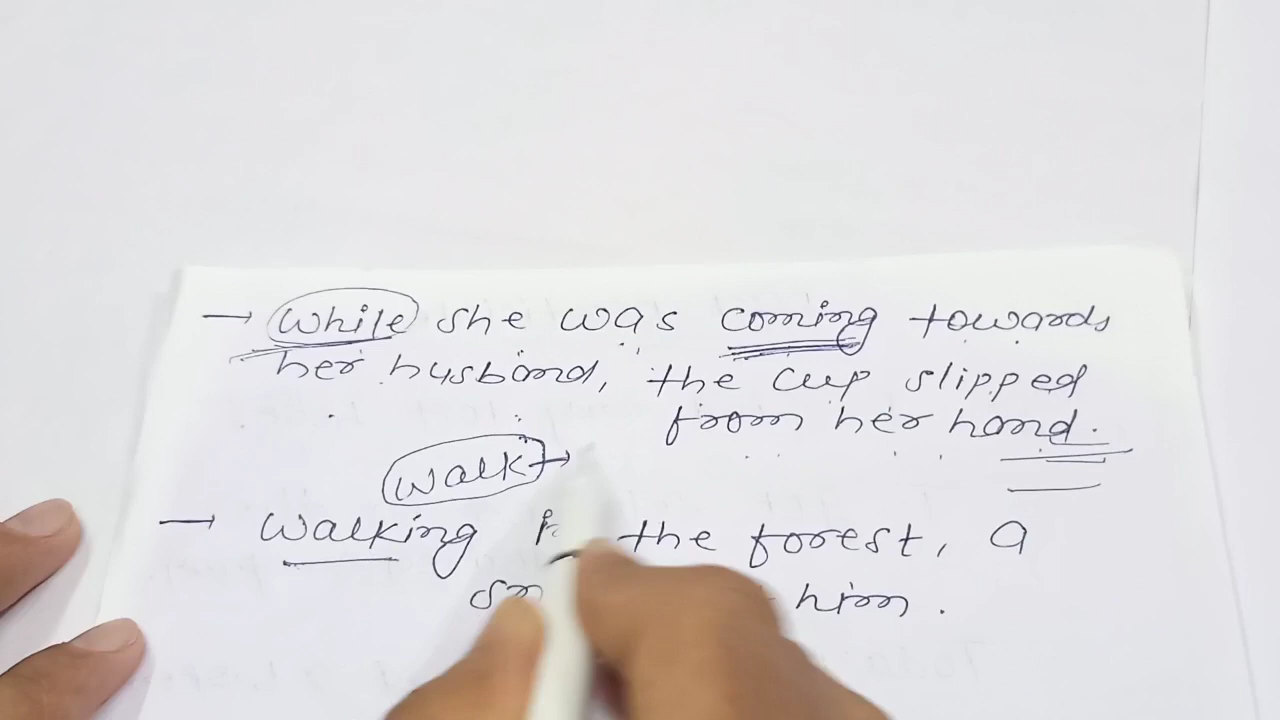 → While she was coming towards
her husband, the cup slipped
from her hand.
walk →
→ Walking the forest, a
him.